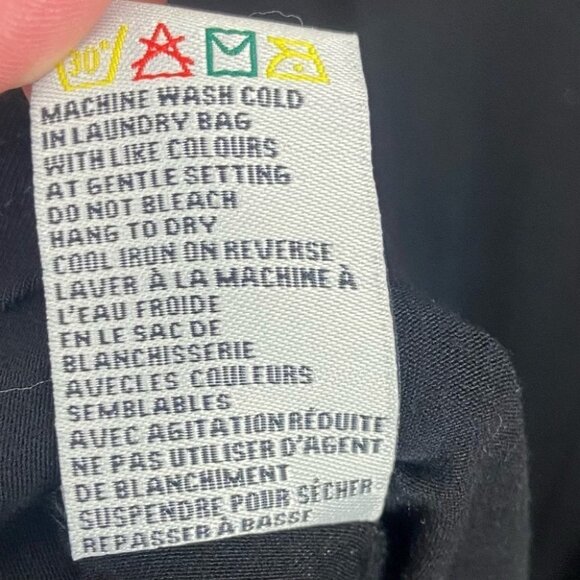 30°
MACHINE WASH COLD
IN LAUNDRY BAG
WITH LIKE COLOURS
AT GENTLE SETTING
DO NOT BLEACH
HANG TO DRY
COOL IRON ON REVERSE
LAVER À LA MACHINE À
L'EAU FROIDE
EN LE SAC DE
BLANCHISSERIE
AVECLES COULEURS
SEMBLABLES
AVEC AGITATION RÉDUITE
NE PAS UTILISER D'AGENT
DE BLANCHIMENT
SUSPENDRE POUR SÉCHER
REPASSER À BASSE